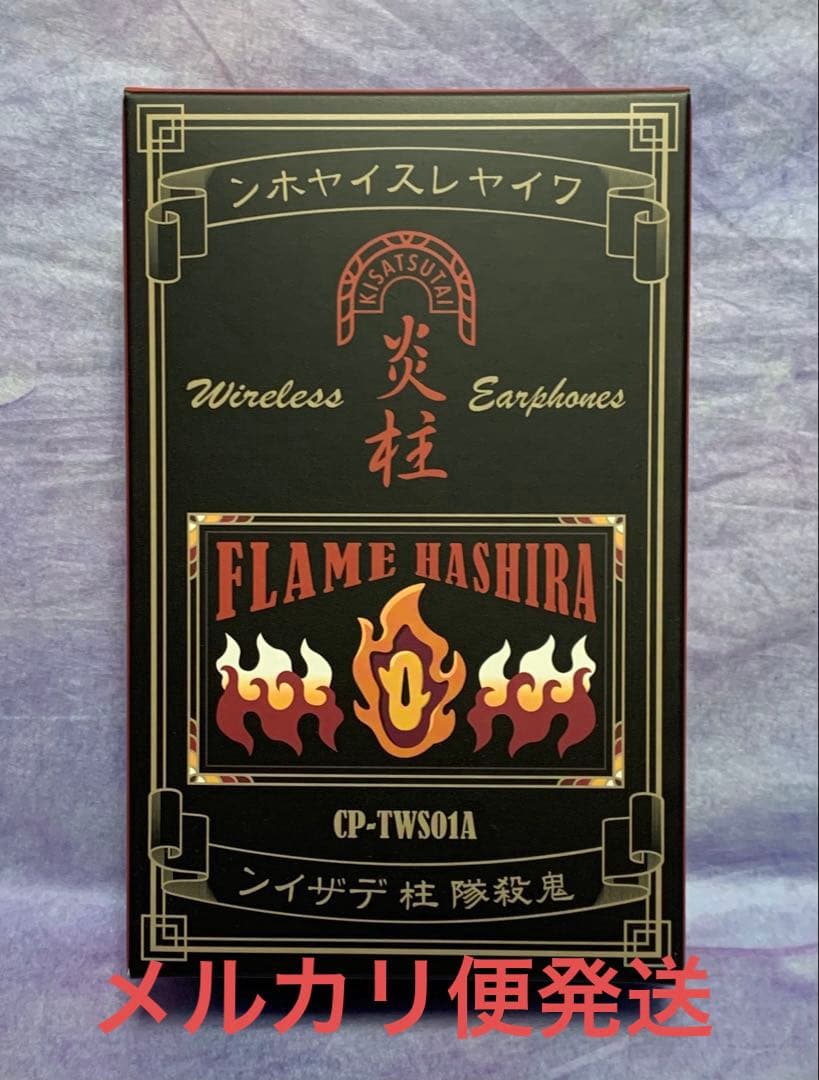 ワイヤレスイヤホン
KISATSUTAI
炎柱
Wireless Earphones
FLAME HASHIRA
CP-TWS01A
鬼殺隊 柱 デザイン
メルカリ便発送